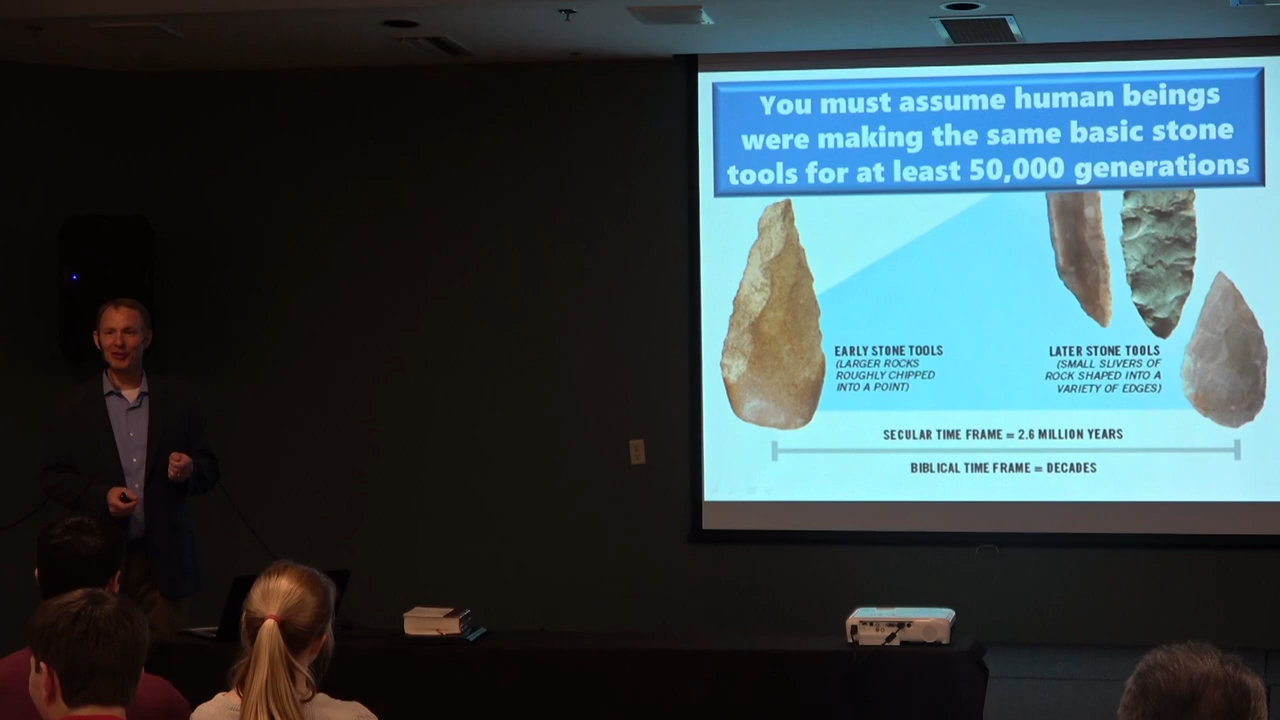 You must assume human beings
were making the same basic stone
tools for at least 50,000 generations
EARLY STONE TOOLS
(LARGER ROCKS
ROUGHLY CHIPPED
INTO A POINT)
LATER STONE TOOLS
(SMALL SLIVERS OF
ROCK SHAPED INTO A
VARIETY OF EDGES)
SECULAR TIME FRAME = 2.6 MILLION YEARS
BIBLICAL TIME FRAME = DECADES